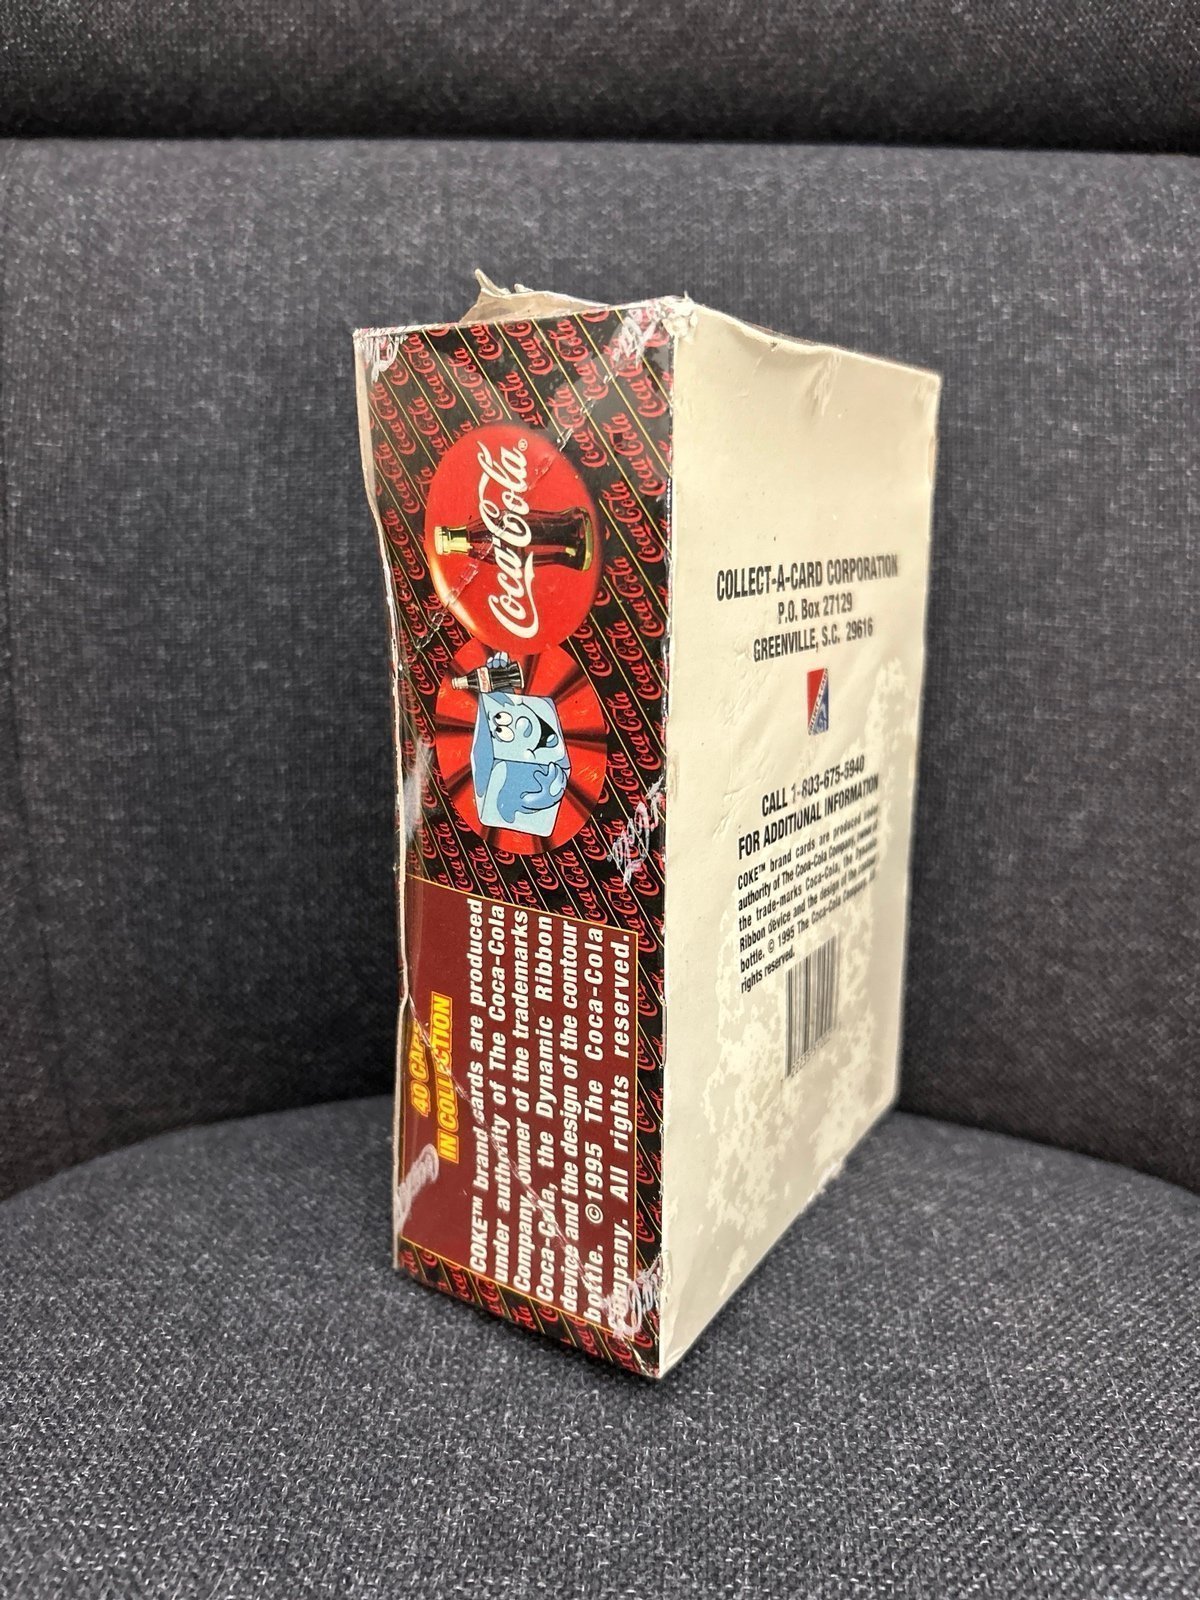 Coca-Cola®
40 CAPS
IN COLLECTION
COKE™ brand cards are produced
under authority of The Coca-Cola
Company, owner of the trademarks
Coca-Cola, the Dynamic Ribbon
device and the design of the contour
bottle. ©1995 The Coca-Cola
Company. All rights reserved.
COLLECT-A-CARD CORPORATION
P.O. Box 27129
GREENVILLE, S.C. 29616
CALL 1-803-675-5940
FOR ADDITIONAL INFORMATION
COKE™ brand cards are produced under
authority of The Coca-Cola Company, owner of
the trade-marks Coca-Cola, the Dynamic
Ribbon device and the design of the contour
bottle. © 1995 The Coca-Cola Company. All
rights reserved.